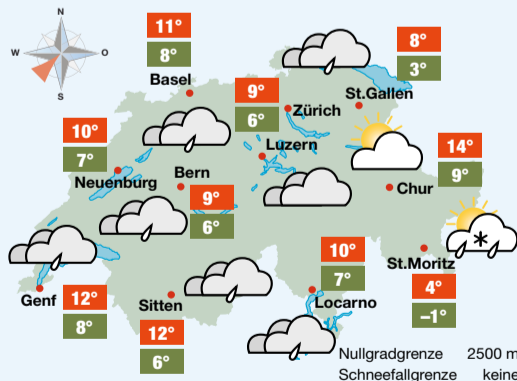 N
W
O
S
11°
8°
Basel
8°
3°
St.Gallen
9°
6°
Zürich
10°
7°
Neuenburg
Luzern
Bern
9°
6°
14°
9°
Chur
Genf
12°
8°
Sitten
12°
6°
10°
7°
Locarno
St.Moritz
4°
–1°
Nullgradgrenze 2500 m
Schneefallgrenze keine